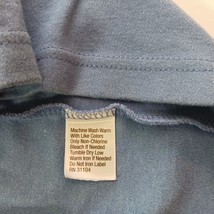 Machine Wash Warm
With Like Colors
Only Non-Chlorine
Bleach If Needed
Tumble Dry Low
Warm Iron If Needed
Do Not Iron Label
RN 31104